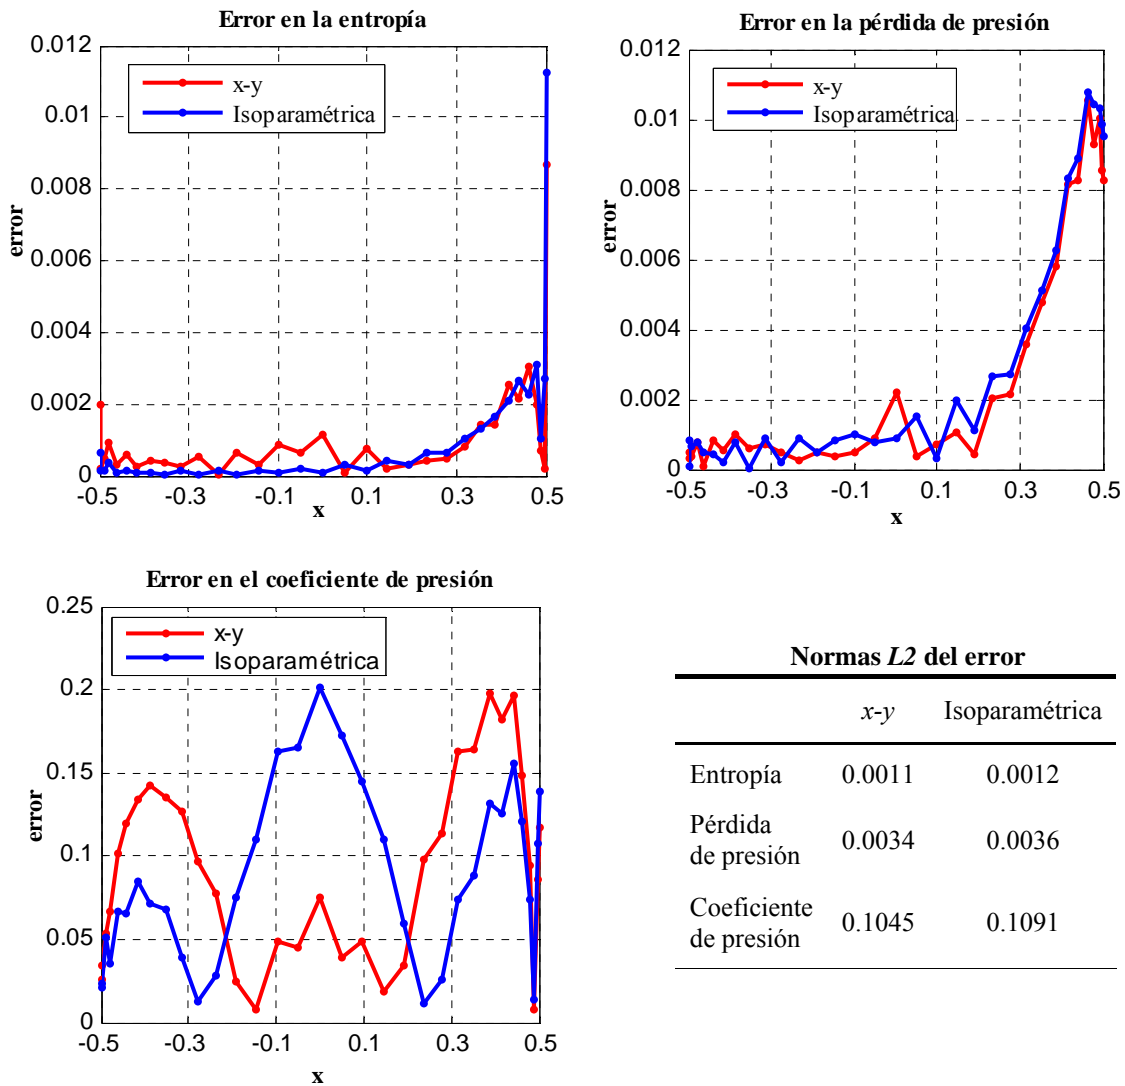 Error en la entropía
0.012
0.01
0.008
0.006
0.004
0.002
0
-0.5
-0.3
-0.1
0.1
0.3
0.5
error
x
x-y
Isoparamétrica
Error en la pérdida de presión
0.012
0.01
0.008
0.006
0.004
0.002
0
-0.5
-0.3
-0.1
0.1
0.3
0.5
error
x
x-y
Isoparamétrica
Error en el coeficiente de presión
0.25
0.2
0.15
0.1
0.05
0
-0.5
-0.3
-0.1
0.1
0.3
0.5
error
x
x-y
Isoparamétrica
Normas L2 del error
x-y Isoparamétrica
Entropía 0.0011 0.0012
Pérdida
de presión 0.0034 0.0036
Coeficiente
de presión 0.1045 0.1091